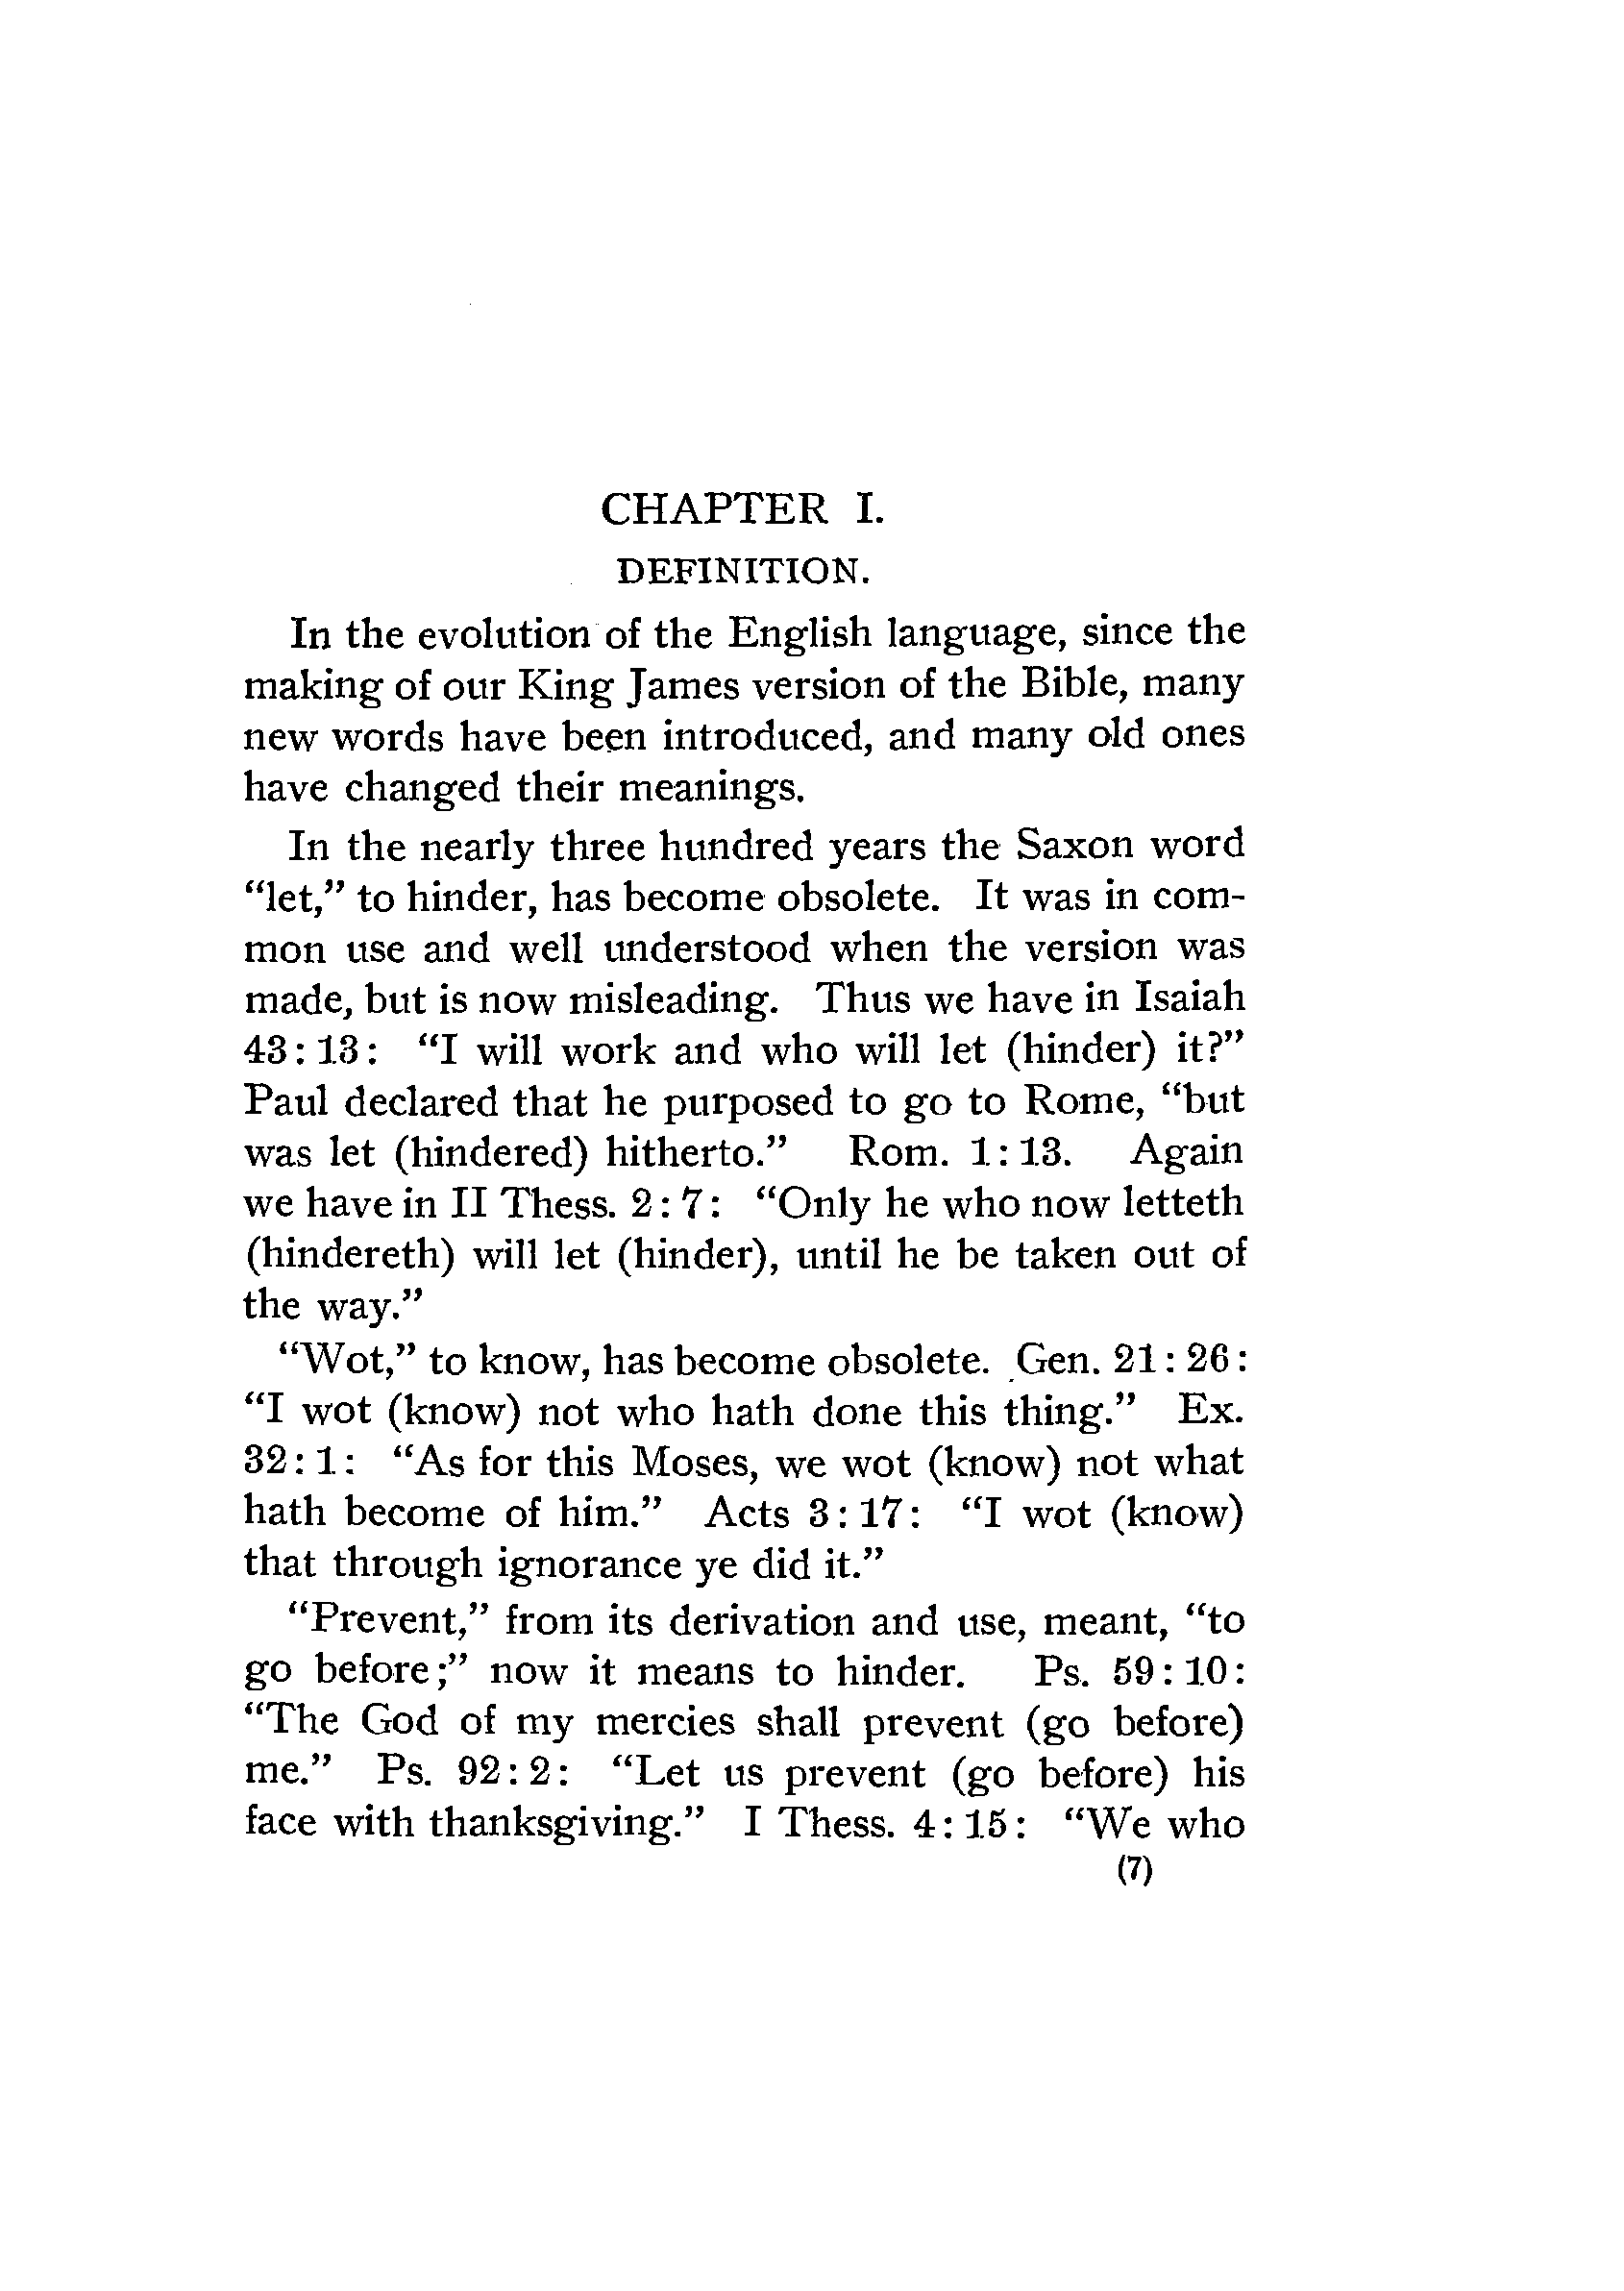 CHAPTER I.
DEFINITION.
In the evolution of the English language, since the
making of our King James version of the Bible, many
new words have been introduced, and many old ones
have changed their meanings.
In the nearly three hundred years the Saxon word
“let,” to hinder, has become obsolete. It was in com-
mon use and well understood when the version was
made, but is now misleading. Thus we have in Isaiah
43:13: “I will work and who will let (hinder) it?”
Paul declared that he purposed to go to Rome, “but
was let (hindered) hitherto.” Rom. 1:13. Again
we have in II Thess. 2:7: “Only he who now letteth
(hindereth) will let (hinder), until he be taken out of
the way.”
“Wot,” to know, has become obsolete. Gen. 21:26:
“I wot (know) not who hath done this thing.” Ex.
32:1: “As for this Moses, we wot (know) not what
hath become of him.” Acts 3:17: “I wot (know)
that through ignorance ye did it.”
“Prevent,” from its derivation and use, meant, “to
go before;” now it means to hinder. Ps. 59:10:
“The God of my mercies shall prevent (go before)
me.” Ps. 92:2: “Let us prevent (go before) his
face with thanksgiving.” I Thess. 4:15: “We who
(7)